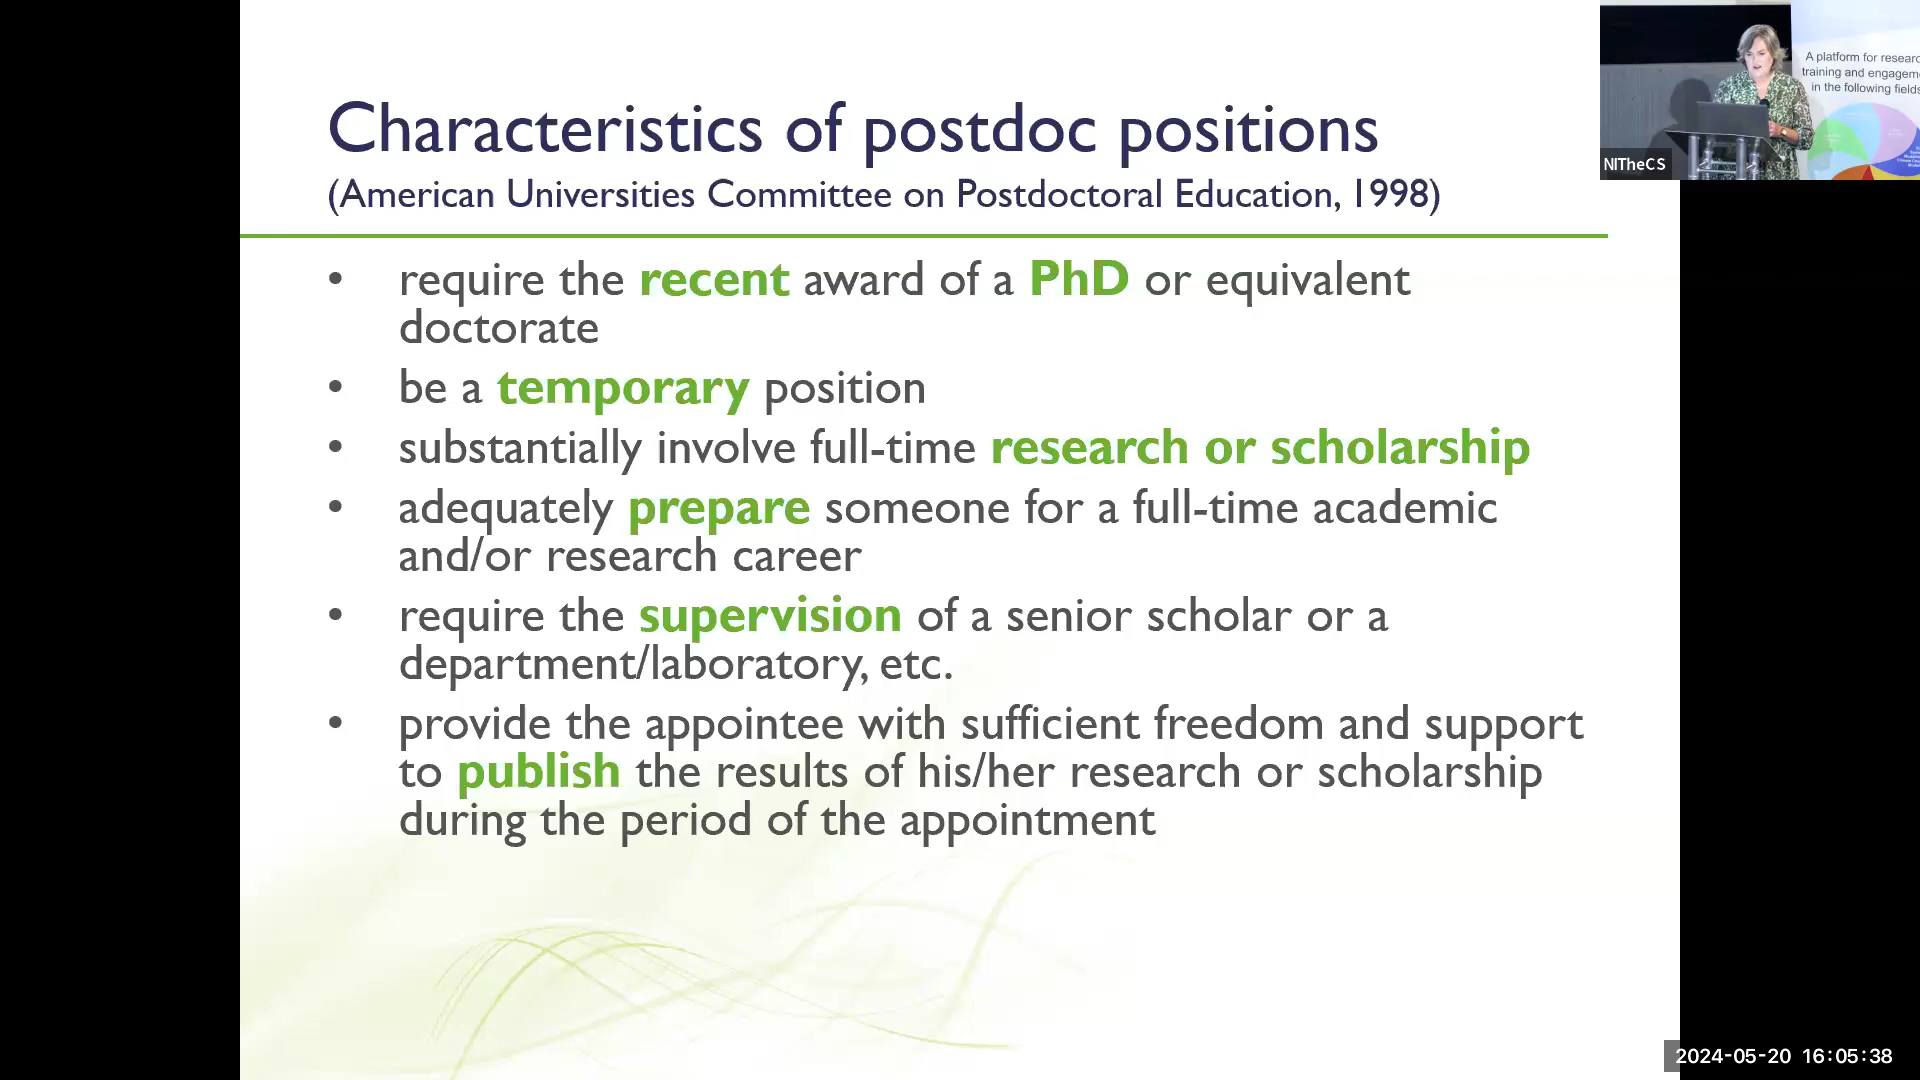 Characteristics of postdoc positions
(American Universities Committee on Postdoctoral Education, 1998)
• require the recent award of a PhD or equivalent
doctorate
• be a temporary position
• substantially involve full-time research or scholarship
• adequately prepare someone for a full-time academic
and/or research career
• require the supervision of a senior scholar or a
department/laboratory, etc.
• provide the appointee with sufficient freedom and support
to publish the results of his/her research or scholarship
during the period of the appointment
A platform for researc
training and engagem
in the following fields
NITheCS
2024-05-20 16:05:38